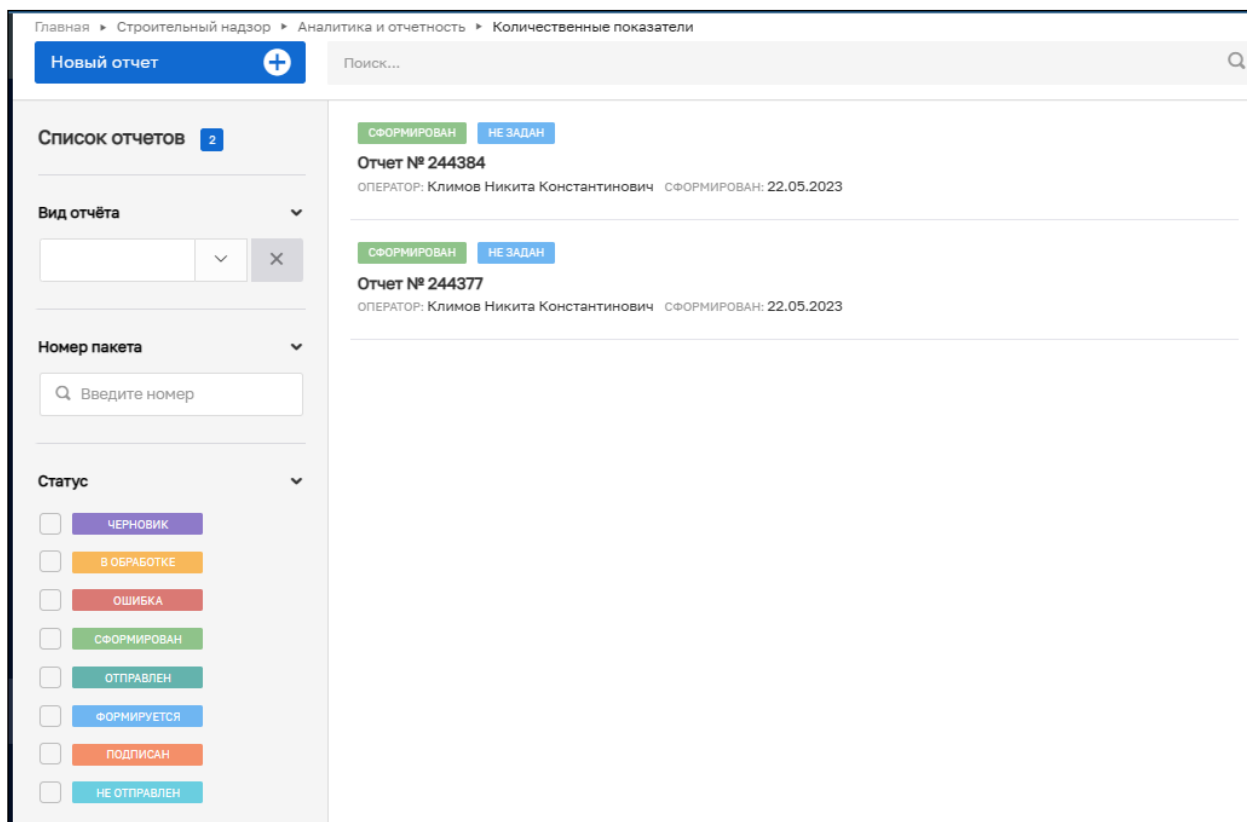 Главная ▸ Строительный надзор ▸ Аналитика и отчетность ▸ Количественные показатели
Новый отчет
Поиск...
Список отчетов 2
Вид отчёта
Номер пакета
Введите номер
Статус
ЧЕРНОВИК
В ОБРАБОТКЕ
ОШИБКА
СФОРМИРОВАН
ОТПРАВЛЕН
ФОРМИРУЕТСЯ
ПОДПИСАН
НЕ ОТПРАВЛЕН
СФОРМИРОВАН НЕ ЗАДАН
Отчет № 244384
ОПЕРАТОР: Климов Никита Константинович СФОРМИРОВАН: 22.05.2023
СФОРМИРОВАН НЕ ЗАДАН
Отчет № 244377
ОПЕРАТОР: Климов Никита Константинович СФОРМИРОВАН: 22.05.2023